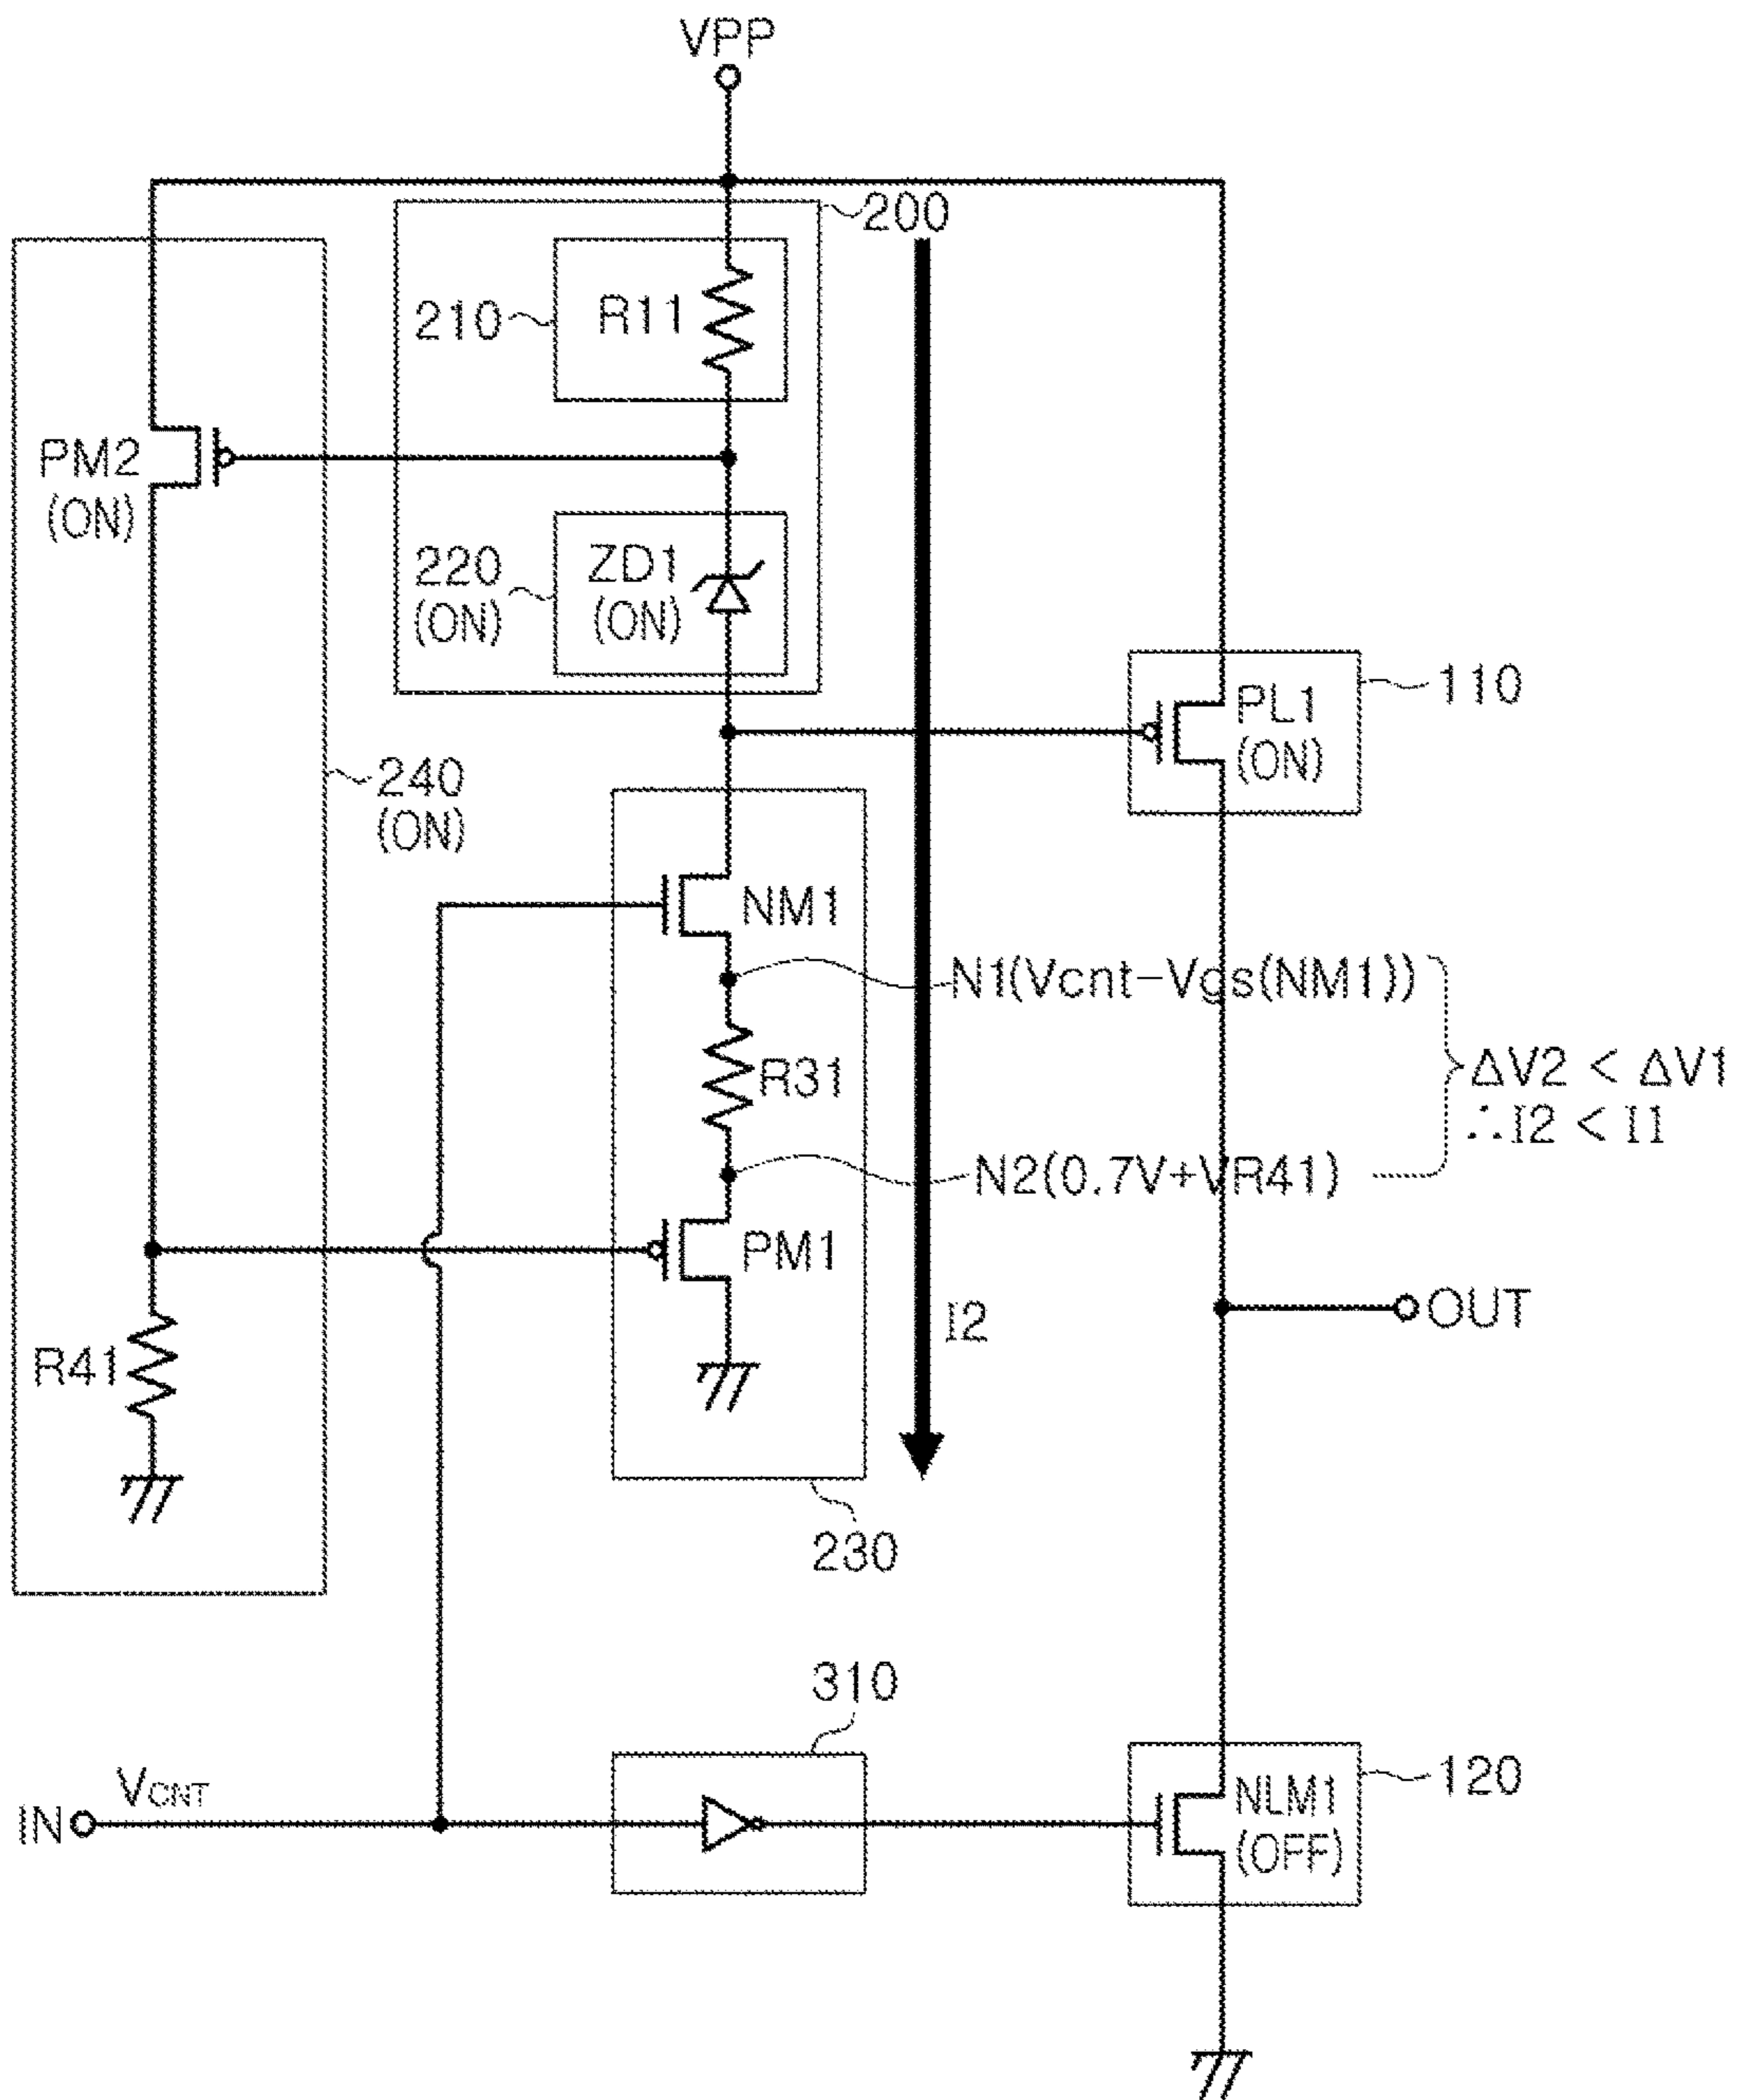 VPP
200
210
R11
PM2
(ON)
220
(ON)
ZD1
(ON)
110
PL1
(ON)
240
(ON)
NM1
N1(Vcnt-Vgs(NM1))
R31
ΔV2 < ΔV1
∴I2 < I1
N2(0.7V+VR41)
PM1
I2
OUT
R41
230
310
120
NLM1
(OFF)
IN
VCNT